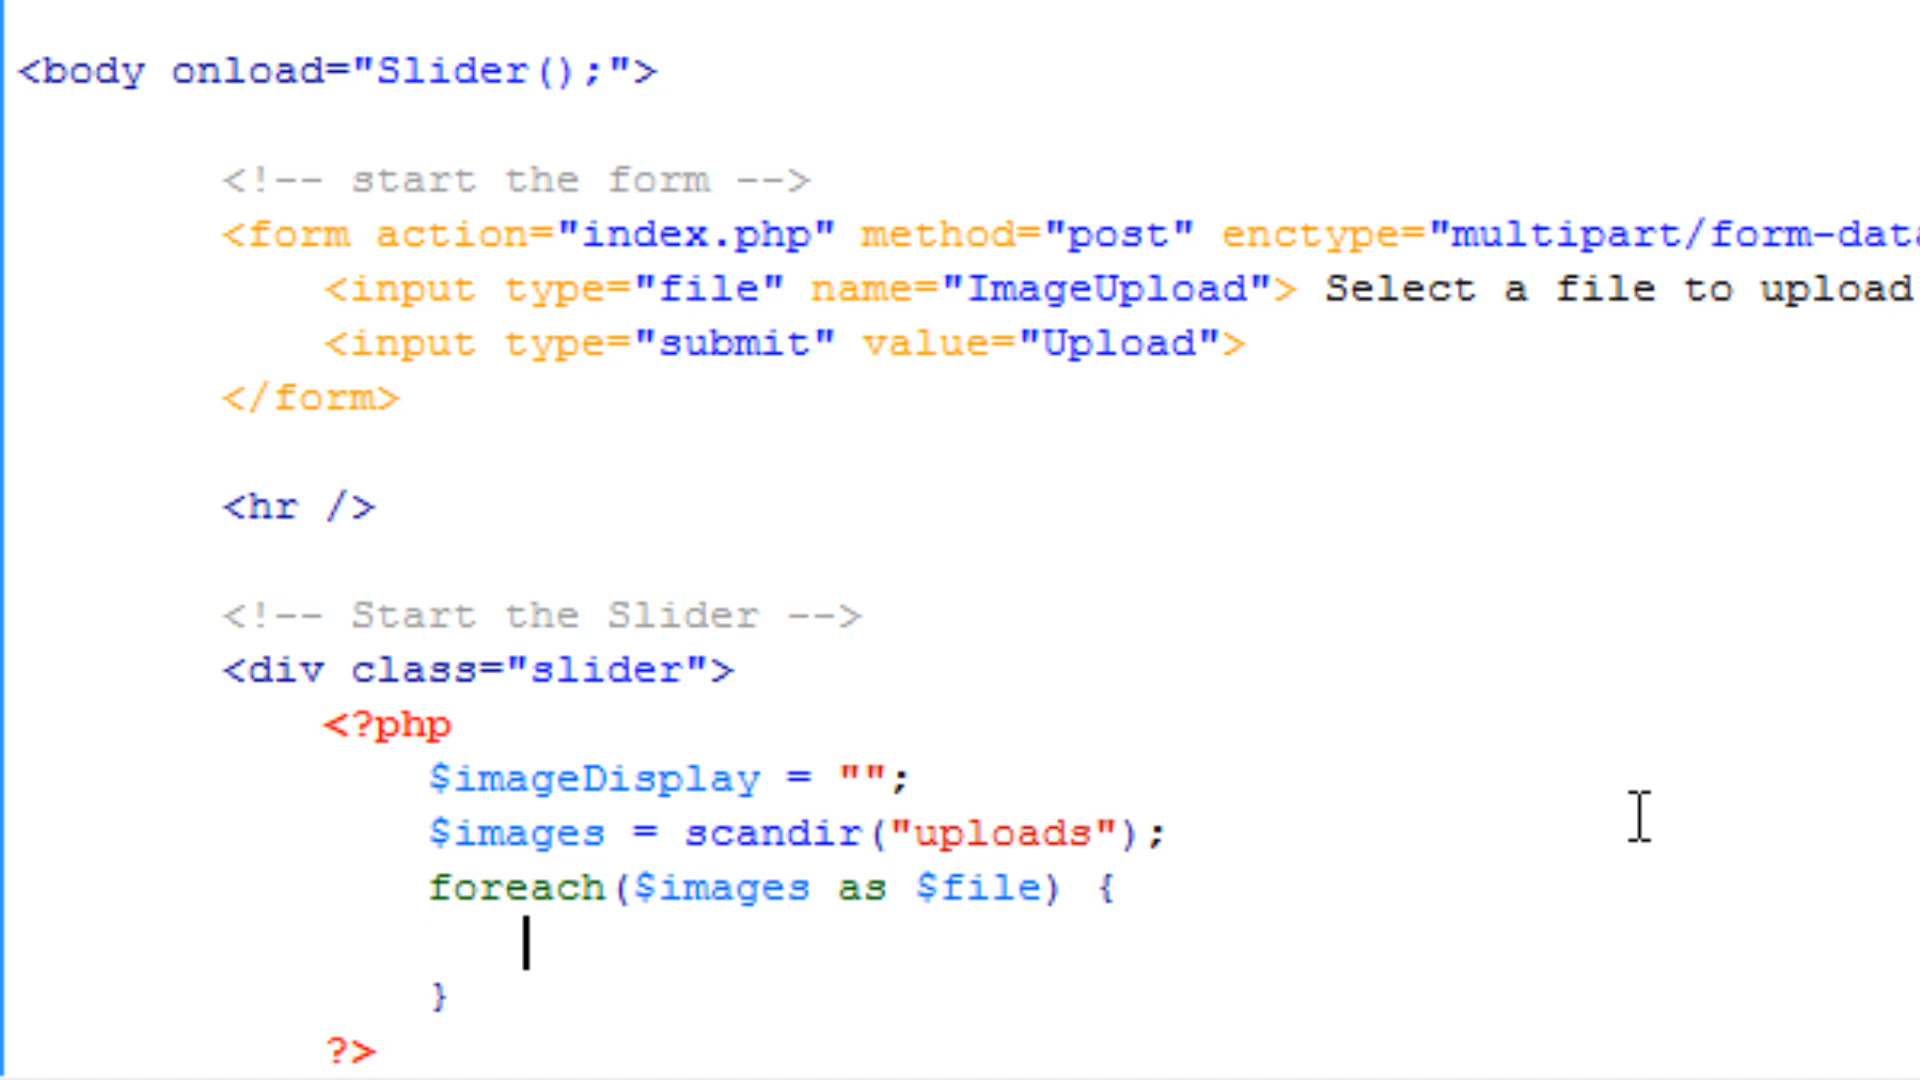 <body onload="Slider();">
<!-- start the form -->
<form action="index.php" method="post" enctype="multipart/form-data
<input type="file" name="ImageUpload"> Select a file to upload
<input type="submit" value="Upload">
</form>
<hr />
<!-- Start the Slider -->
<div class="slider">
<?php
$imageDisplay = "";
$images = scandir("uploads");
foreach($images as $file) {
}
?>